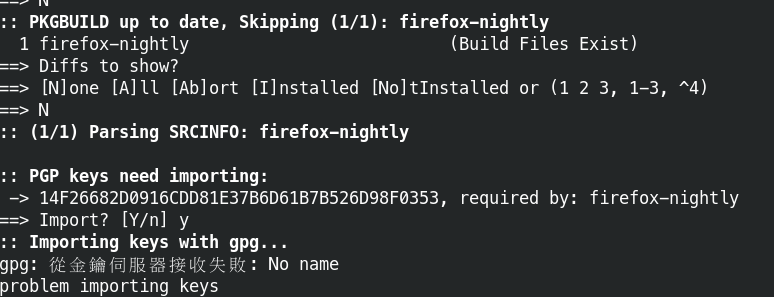 ==> N
:: PKGBUILD up to date, Skipping (1/1): firefox-nightly
1 firefox-nightly (Build Files Exist)
==> Diffs to show?
==> [N]one [A]ll [Ab]ort [I]nstalled [No]tInstalled or (1 2 3, 1-3, ^4)
==> N
:: (1/1) Parsing SRCINFO: firefox-nightly
:: PGP keys need importing:
-> 14F26682D0916CDD81E37B6D61B7B526D98F0353, required by: firefox-nightly
==> Import? [Y/n] y
:: Importing keys with gpg...
gpg: 從金鑰伺服器接收失敗: No name
problem importing keys